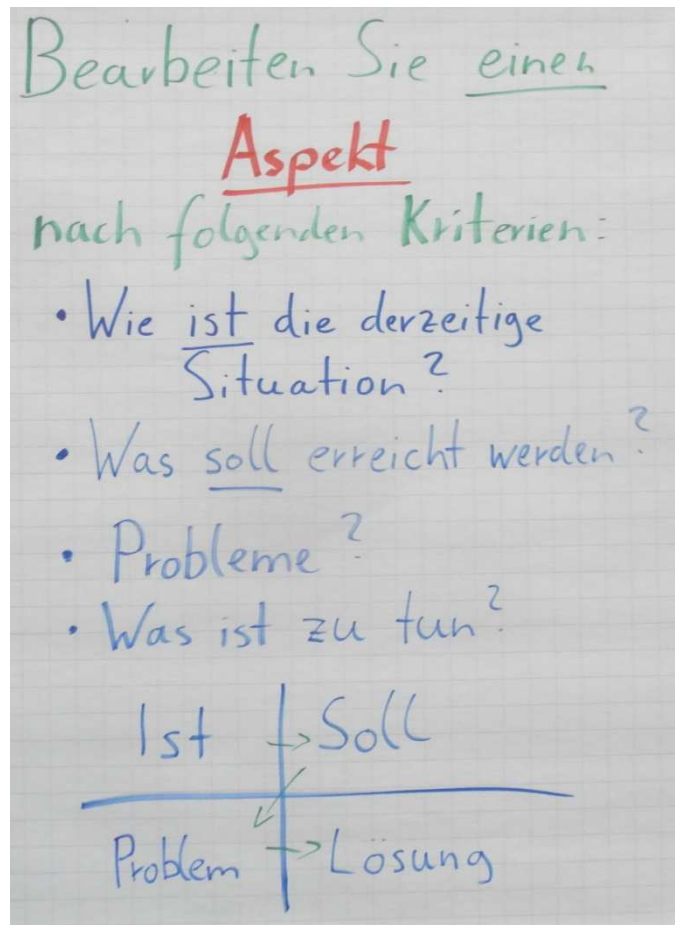 Bearbeiten Sie einen
Aspekt
nach folgenden Kriterien:
• Wie ist die derzeitige
Situation?
• Was soll erreicht werden?
• Probleme?
• Was ist zu tun?
Ist → Soll
Problem → Lösung